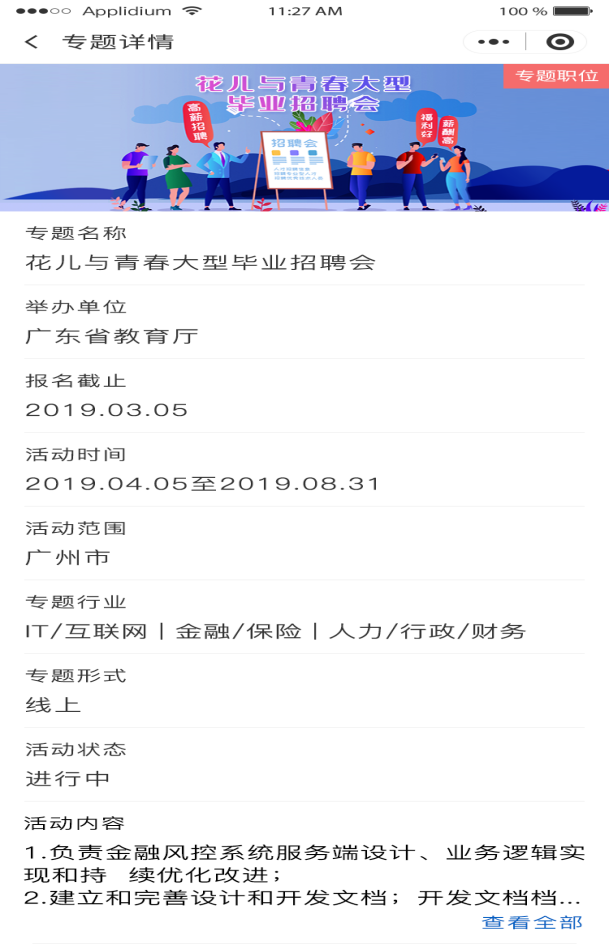 Applidium
11:27 AM
100 %
专题详情
专题职位
花儿与青春大型
毕业招聘会
高薪招聘
福利好
薪酬高
招聘会
专题名称
花儿与青春大型毕业招聘会
举办单位
广东省教育厅
报名截止
2019.03.05
活动时间
2019.04.05至2019.08.31
活动范围
广州市
专题行业
IT/互联网丨金融/保险丨人力/行政/财务
专题形式
线上
活动状态
进行中
活动内容
1.负责金融风控系统服务端设计、业务逻辑实
现和持 续优化改进；
2.建立和完善设计和开发文档；开发文档档...
查看全部